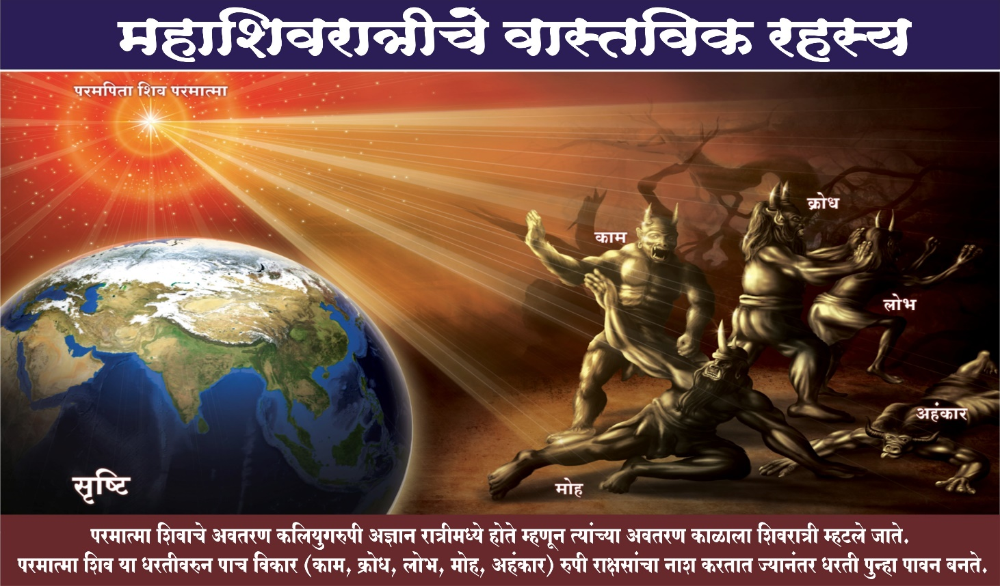 महाशिवरात्रीचे वास्तविक रहस्य
परमपिता शिव परमात्मा
क्रोध
काम
लोभ
अहंकार
सृष्टि
मोह
परमात्मा शिवाचे अवतरण कलियुगरुपी अज्ञान रात्रीमध्ये होते म्हणून त्यांच्या अवतरण काळाला शिवरात्री म्हटले जाते.
परमात्मा शिव या धरतीवरुन पाच विकार (काम, क्रोध, लोभ, मोह, अहंकार) रुपी राक्षसांचा नाश करतात ज्यानंतर धरती पुन्हा पावन बनते.